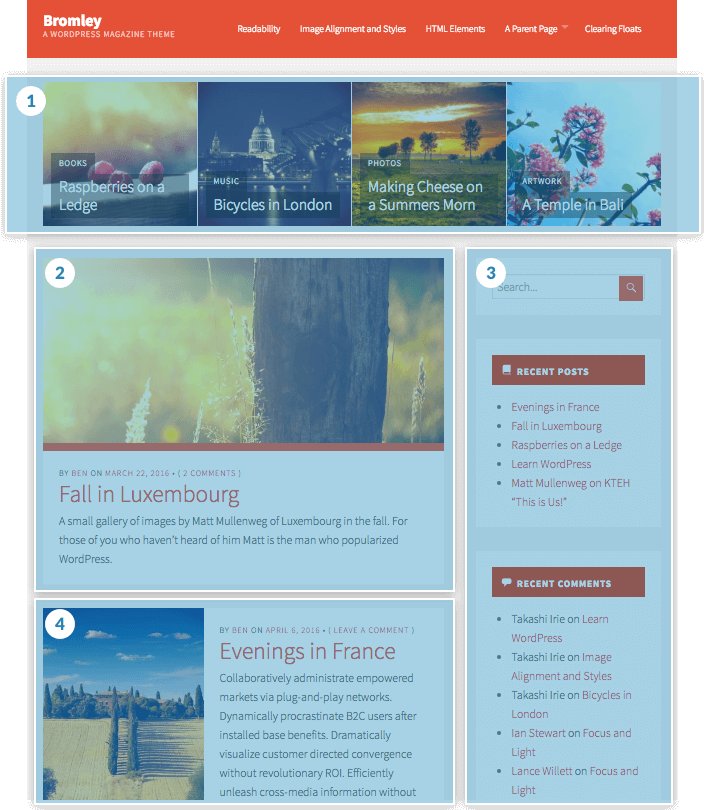 Bromley
A WORDPRESS MAGAZINE THEME
Readability Image Alignment and Styles HTML Elements A Parent Page Clearing Floats
1
BOOKS
Raspberries on a
Ledge
MUSIC
Bicycles in London
PHOTOS
Making Cheese on
a Summers Morn
ARTWORK
A Temple in Bali
2
BY BEN ON MARCH 22, 2016 • ( 2 COMMENTS )
Fall in Luxembourg
A small gallery of images by Matt Mullenweg of Luxembourg in the fall. For
those of you who haven't heard of him Matt is the man who popularized
WordPress.
3
Search...
RECENT POSTS
Evenings in France
Fall in Luxembourg
Raspberries on a Ledge
Learn WordPress
Matt Mullenweg on KTEH
“This is Us!”
4
BY BEN ON APRIL 6, 2016 • ( LEAVE A COMMENT )
Evenings in France
Collaboratively administrate empowered
markets via plug-and-play networks.
Dynamically procrastinate B2C users after
installed base benefits. Dramatically
visualize customer directed convergence
without revolutionary ROI. Efficiently
unleash cross-media information without
RECENT COMMENTS
Takashi Irie on Learn
WordPress
Takashi Irie on Image
Alignment and Styles
Takashi Irie on Bicycles in
London
Ian Stewart on Focus and
Light
Lance Willett on Focus and
Light